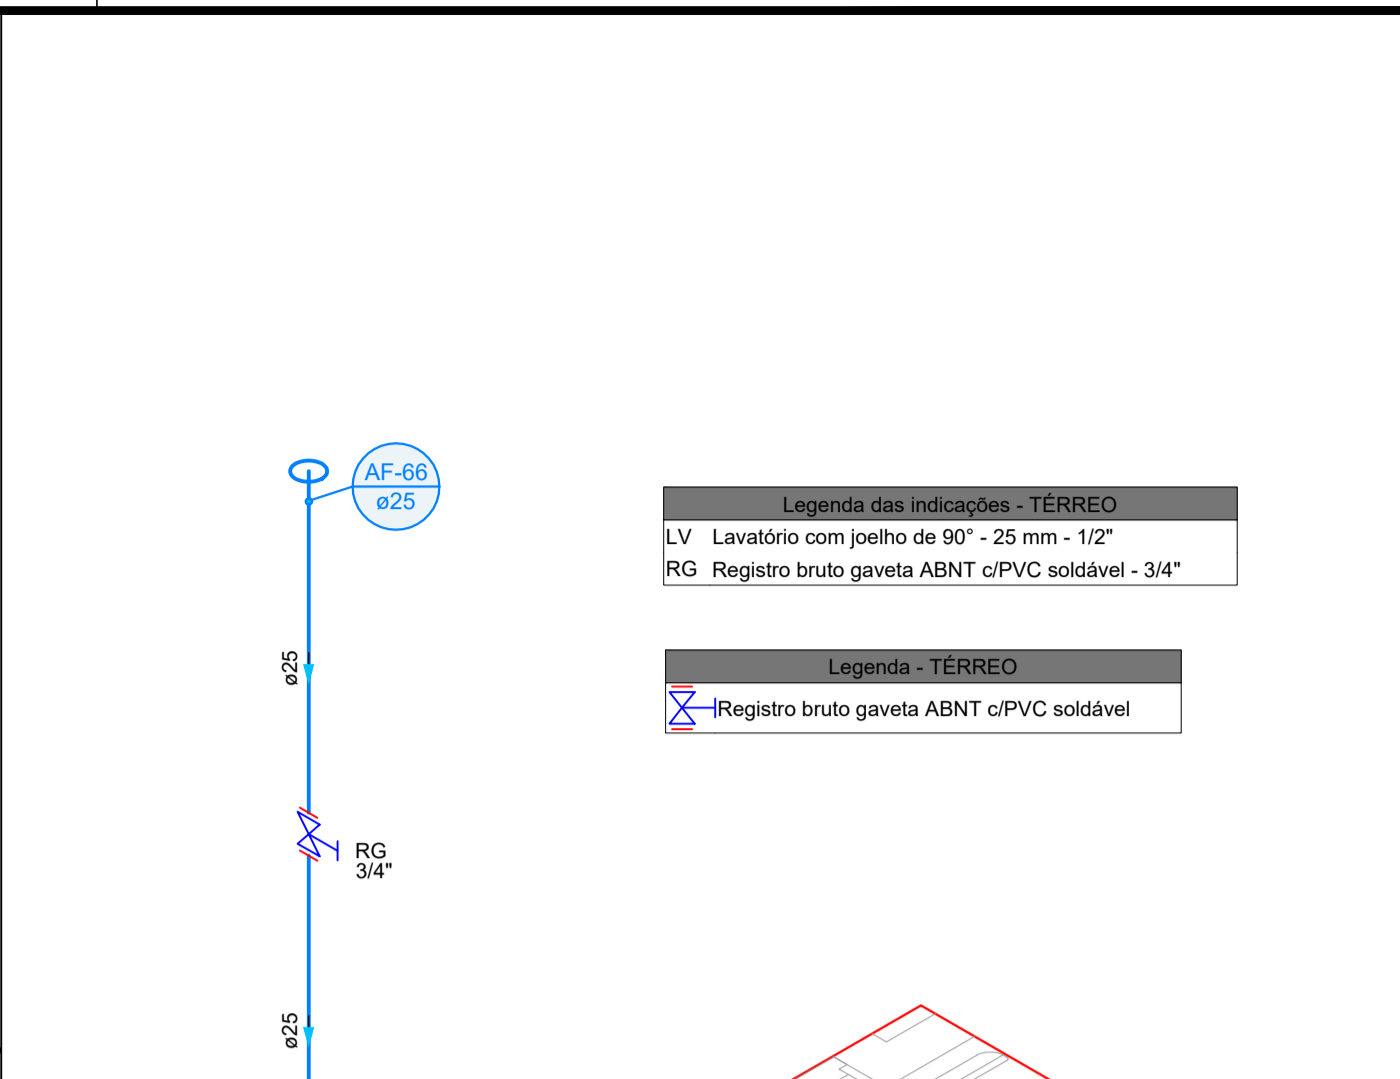 AF-66
ø25
Legenda das indicações - TÉRREO
LV Lavatório com joelho de 90° - 25 mm - 1/2"
RG Registro bruto gaveta ABNT c/PVC soldável - 3/4"
ø25
Legenda - TÉRREO
Registro bruto gaveta ABNT c/PVC soldável
RG
3/4"
ø25